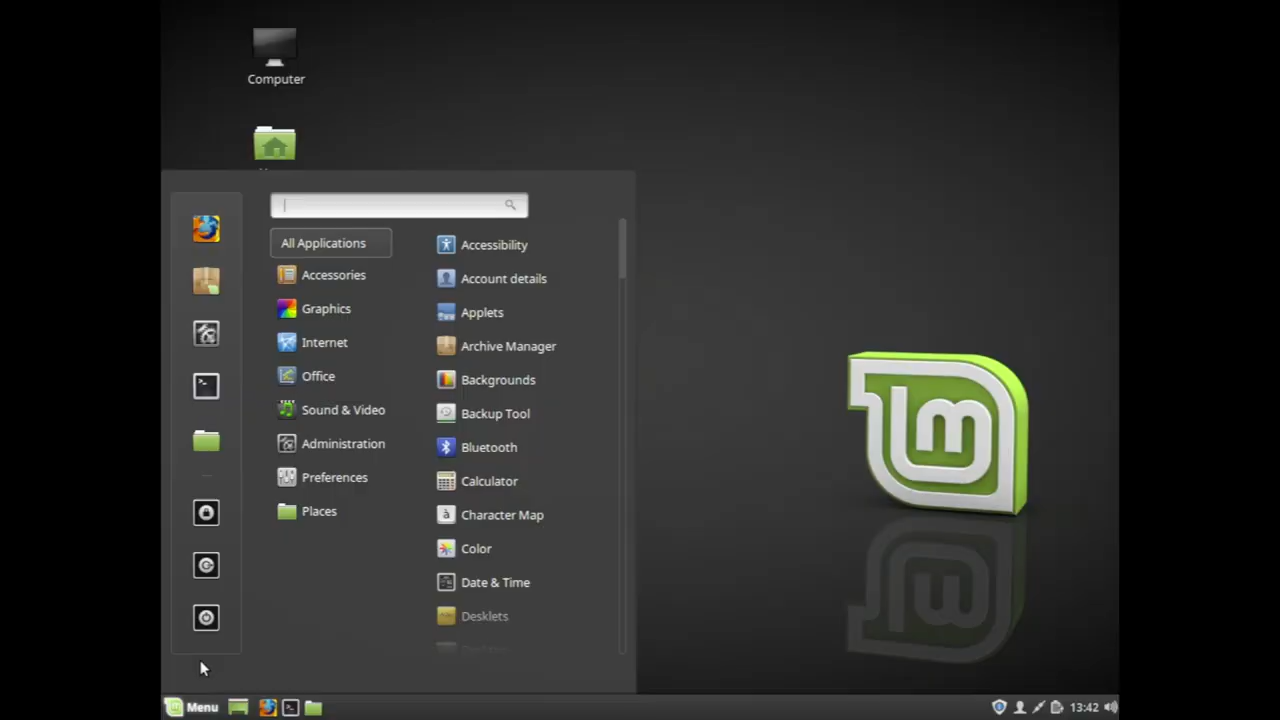 Computer
All Applications
Accessories
Graphics
Internet
Office
Sound & Video
Administration
Preferences
Places
Accessibility
Account details
Applets
Archive Manager
Backgrounds
Backup Tool
Bluetooth
Calculator
Character Map
Color
Date & Time
Desklets
lm
Menu
13:42